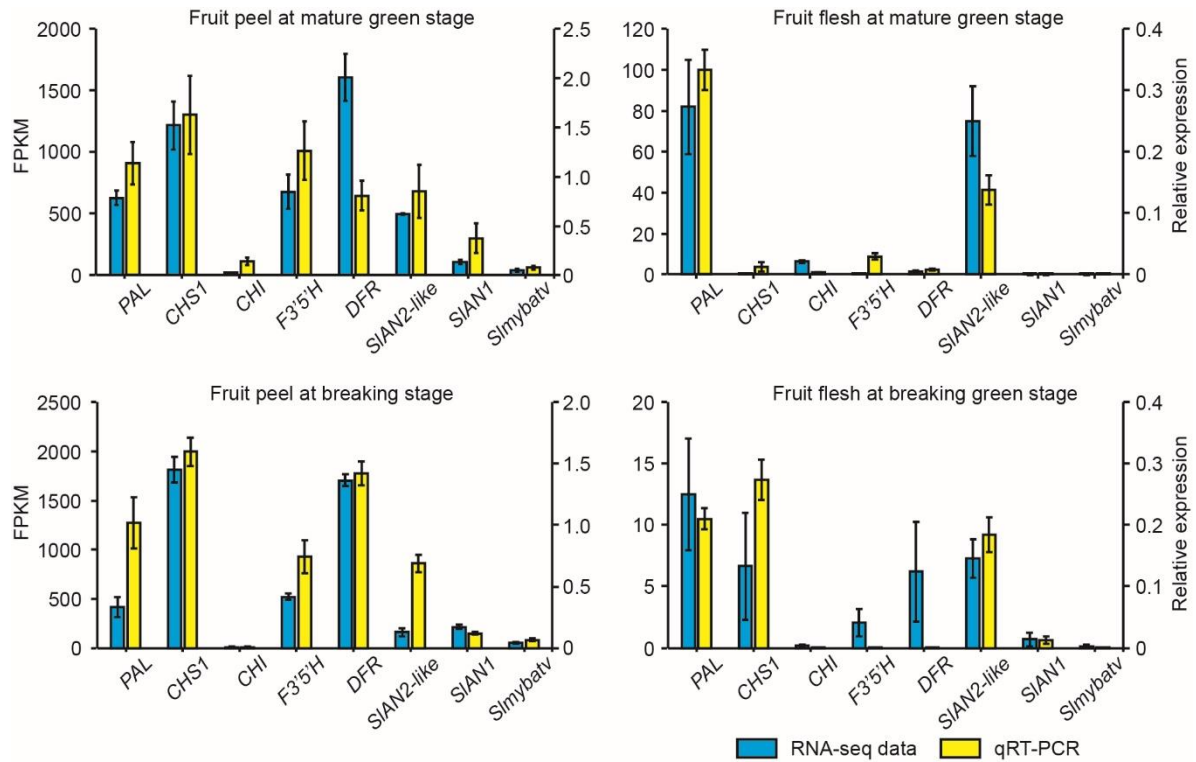 Fruit peel at mature green stage
FPKM
2000
1500
1000
500
0
2.5
2.0
1.5
1.0
0.5
0
PAL
CHS1
CHI
F3'5'H
DFR
SlAN2-like
SlAN1
Slmybatv
Fruit flesh at mature green stage
120
100
80
60
40
20
0
0.4
0.3
0.2
0.1
0
Relative expression
PAL
CHS1
CHI
F3'5'H
DFR
SlAN2-like
SlAN1
Slmybatv
Fruit peel at breaking stage
FPKM
2500
2000
1500
1000
500
0
2.0
1.5
1.0
0.5
0
PAL
CHS1
CHI
F3'5'H
DFR
SlAN2-like
SlAN1
Slmybatv
Fruit flesh at breaking green stage
20
15
10
5
0
0.4
0.3
0.2
0.1
0
Relative expression
PAL
CHS1
CHI
F3'5'H
DFR
SlAN2-like
SlAN1
Slmybatv
RNA-seq data
qRT-PCR